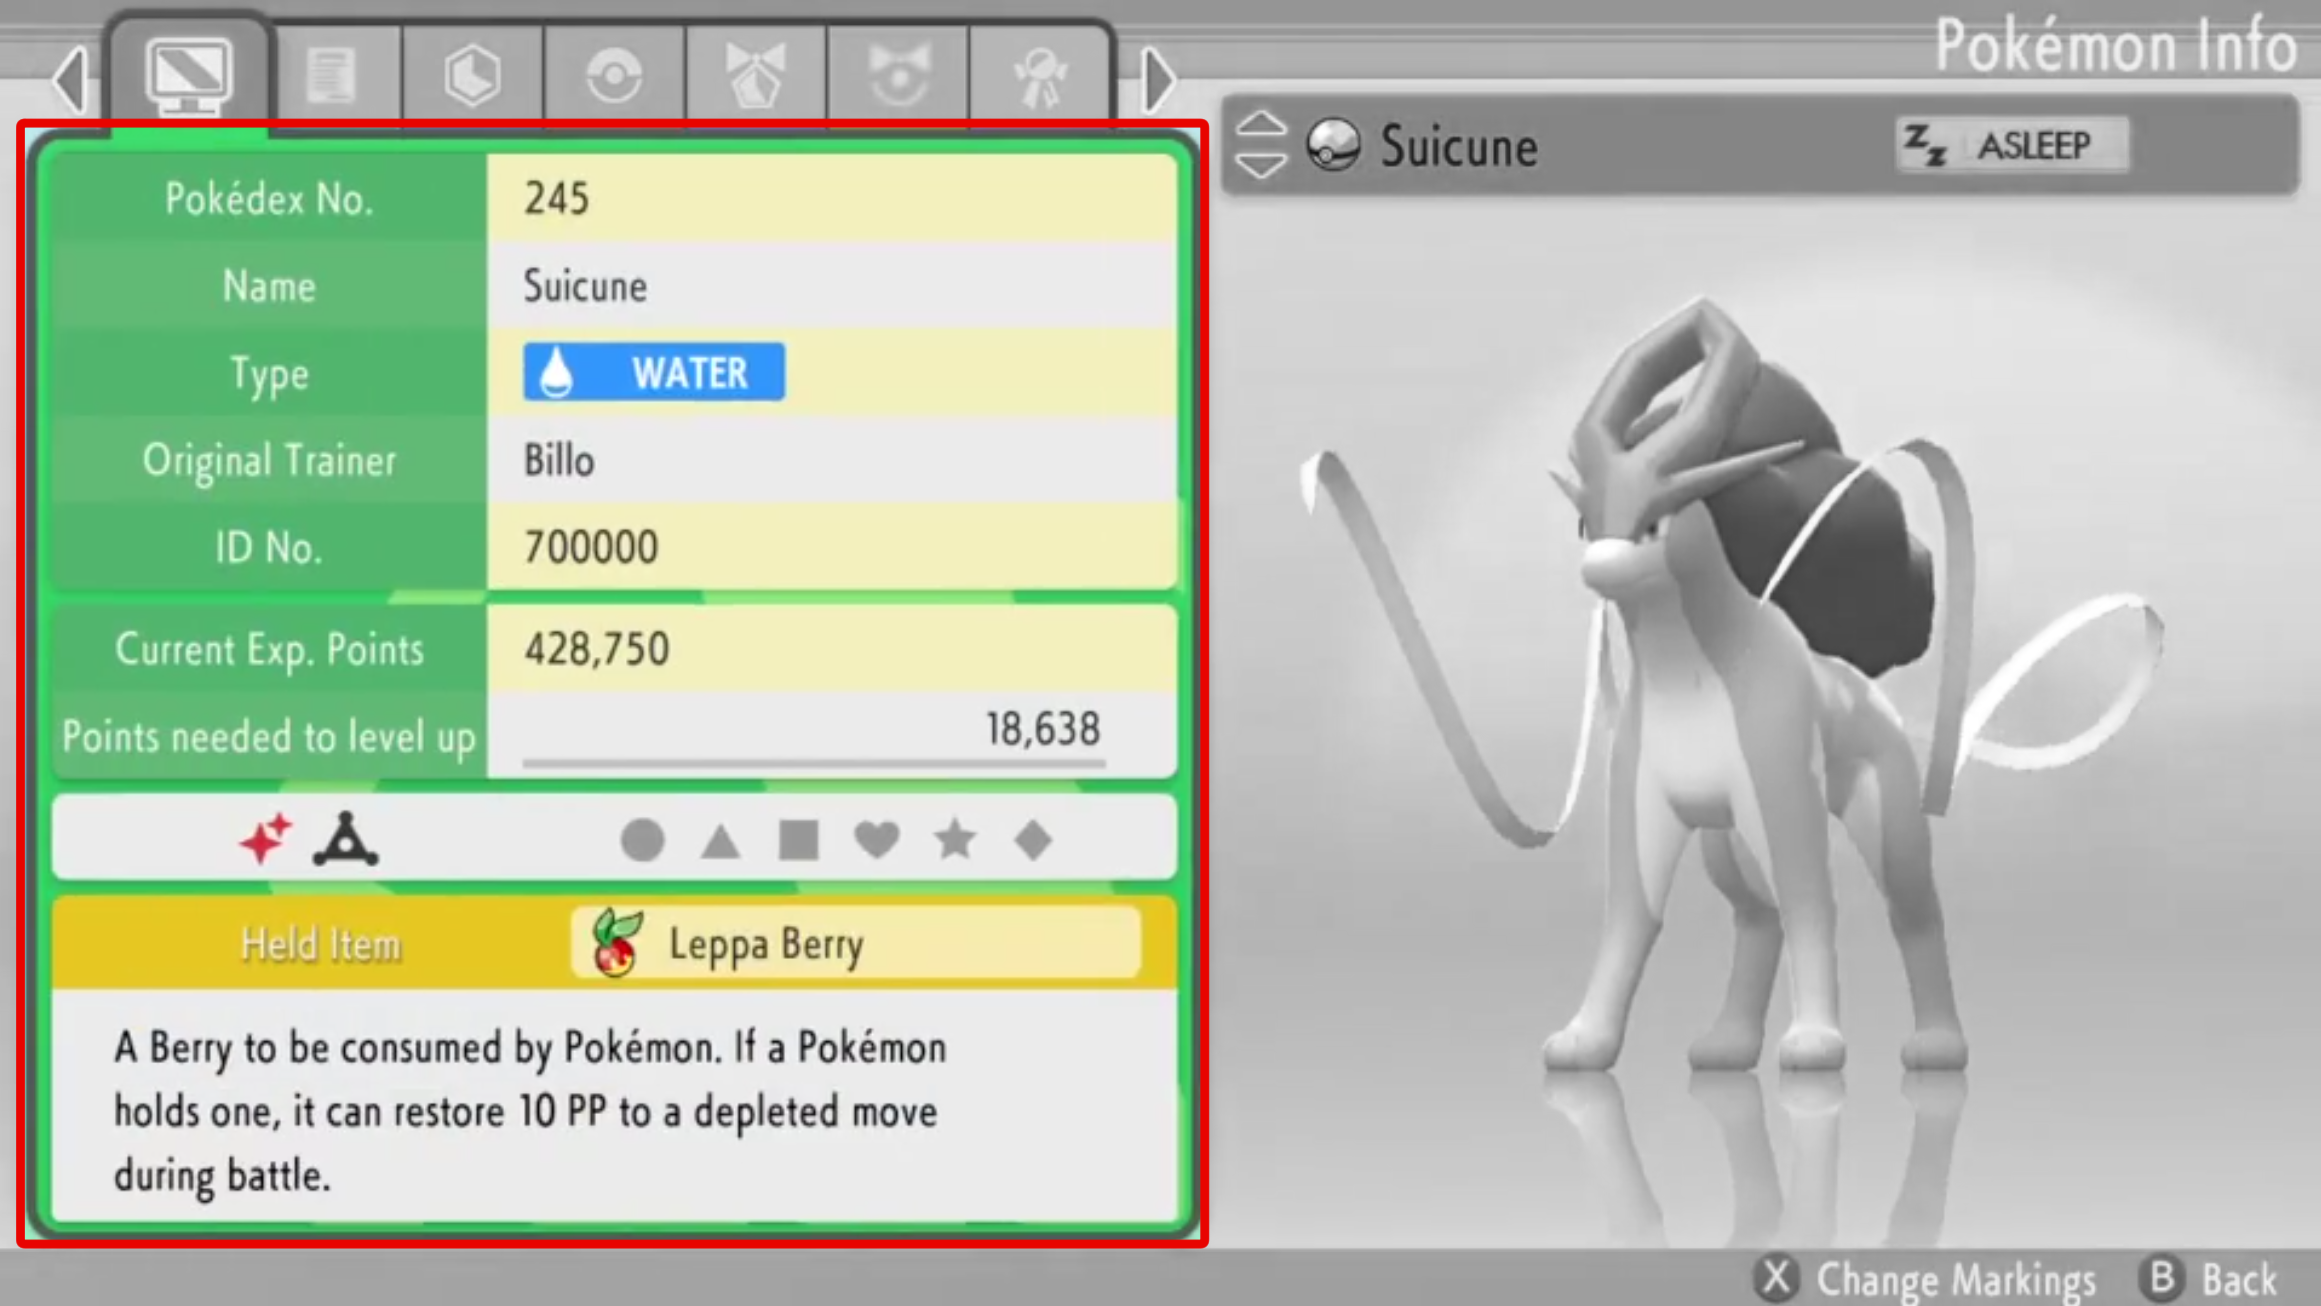 Pokémon Info
Suicune
ASLEEP
Pokédex No. 245
Name Suicune
Type WATER
Original Trainer Billo
ID No. 700000
Current Exp. Points 428,750
Points needed to level up 18,638
Held Item Leppa Berry
A Berry to be consumed by Pokémon. If a Pokémon
holds one, it can restore 10 PP to a depleted move
during battle.
X Change Markings B Back